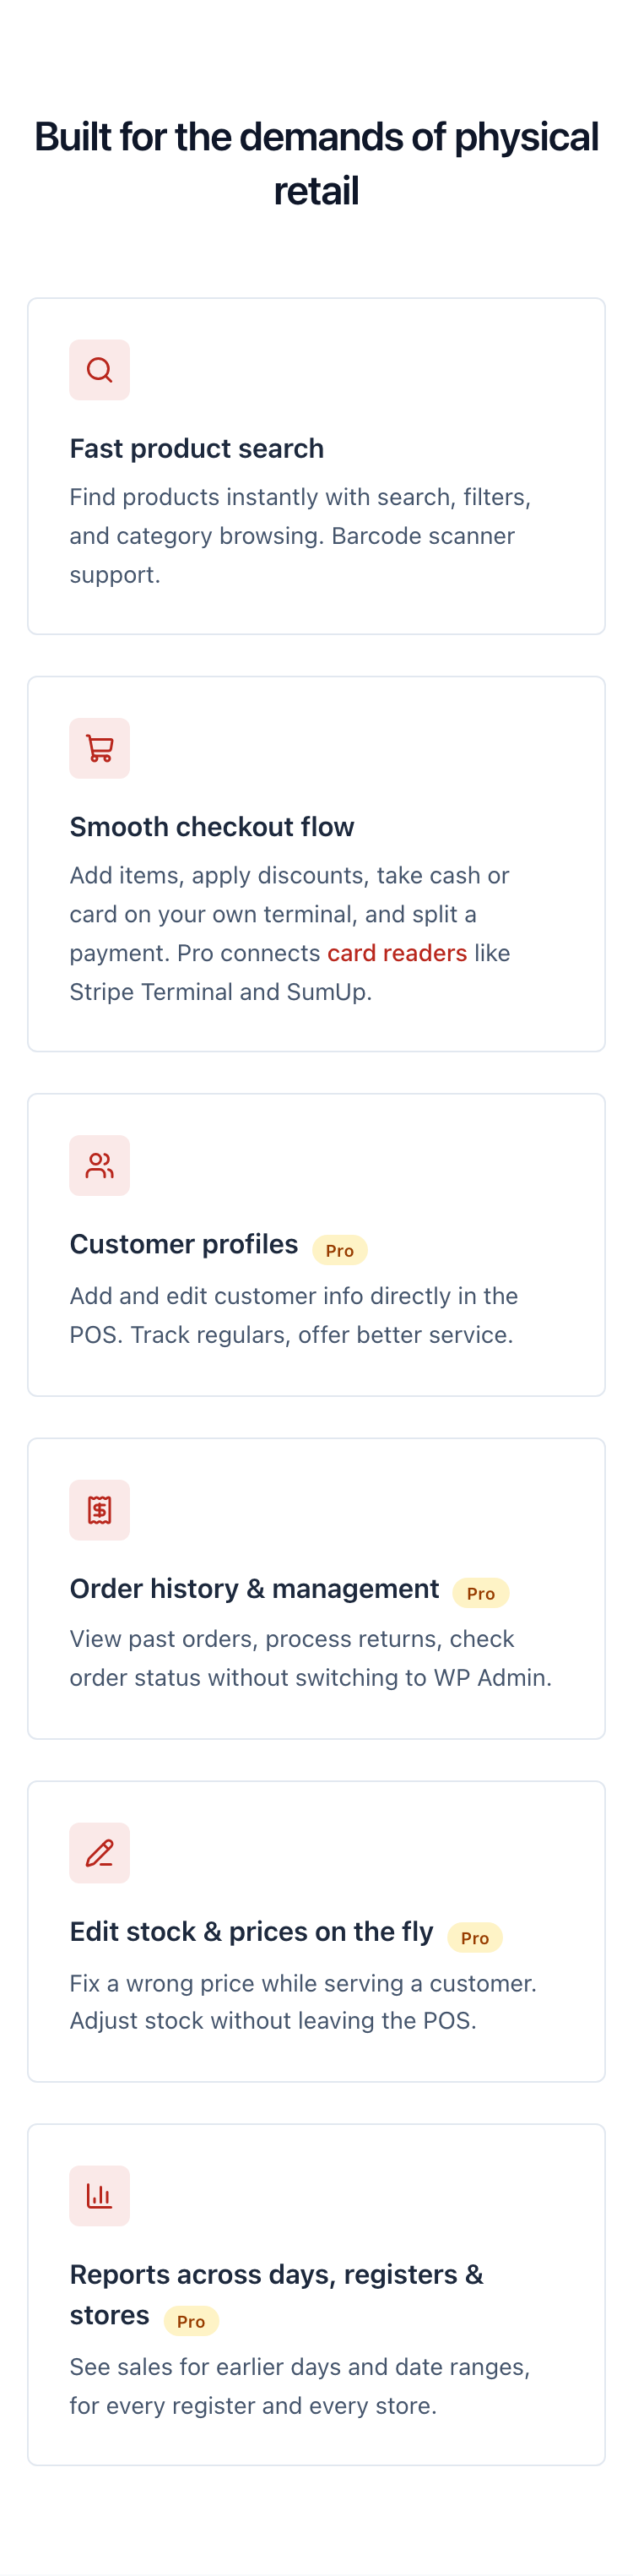 Built for the demands of physical
retail
Fast product search
Find products instantly with search, filters,
and category browsing. Barcode scanner
support.
Smooth checkout flow
Add items, apply discounts, take cash or
card on your own terminal, and split a
payment. Pro connects card readers like
Stripe Terminal and SumUp.
Customer profiles Pro
Add and edit customer info directly in the
POS. Track regulars, offer better service.
Order history & management Pro
View past orders, process returns, check
order status without switching to WP Admin.
Edit stock & prices on the fly Pro
Fix a wrong price while serving a customer.
Adjust stock without leaving the POS.
Reports across days, registers &
stores Pro
See sales for earlier days and date ranges,
for every register and every store.